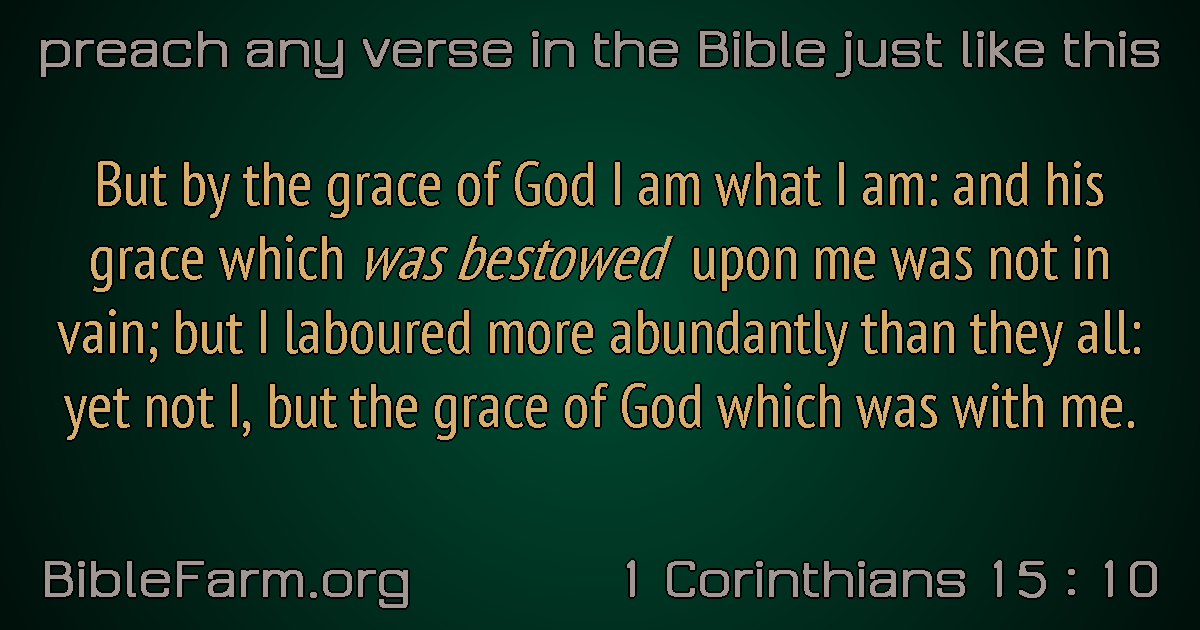 preach any verse in the Bible just like this
But by the grace of God I am what I am: and his
grace which was bestowed upon me was not in
vain; but I laboured more abundantly than they all:
yet not I, but the grace of God which was with me.
BibleFarm.org
1 Corinthians 15 : 10